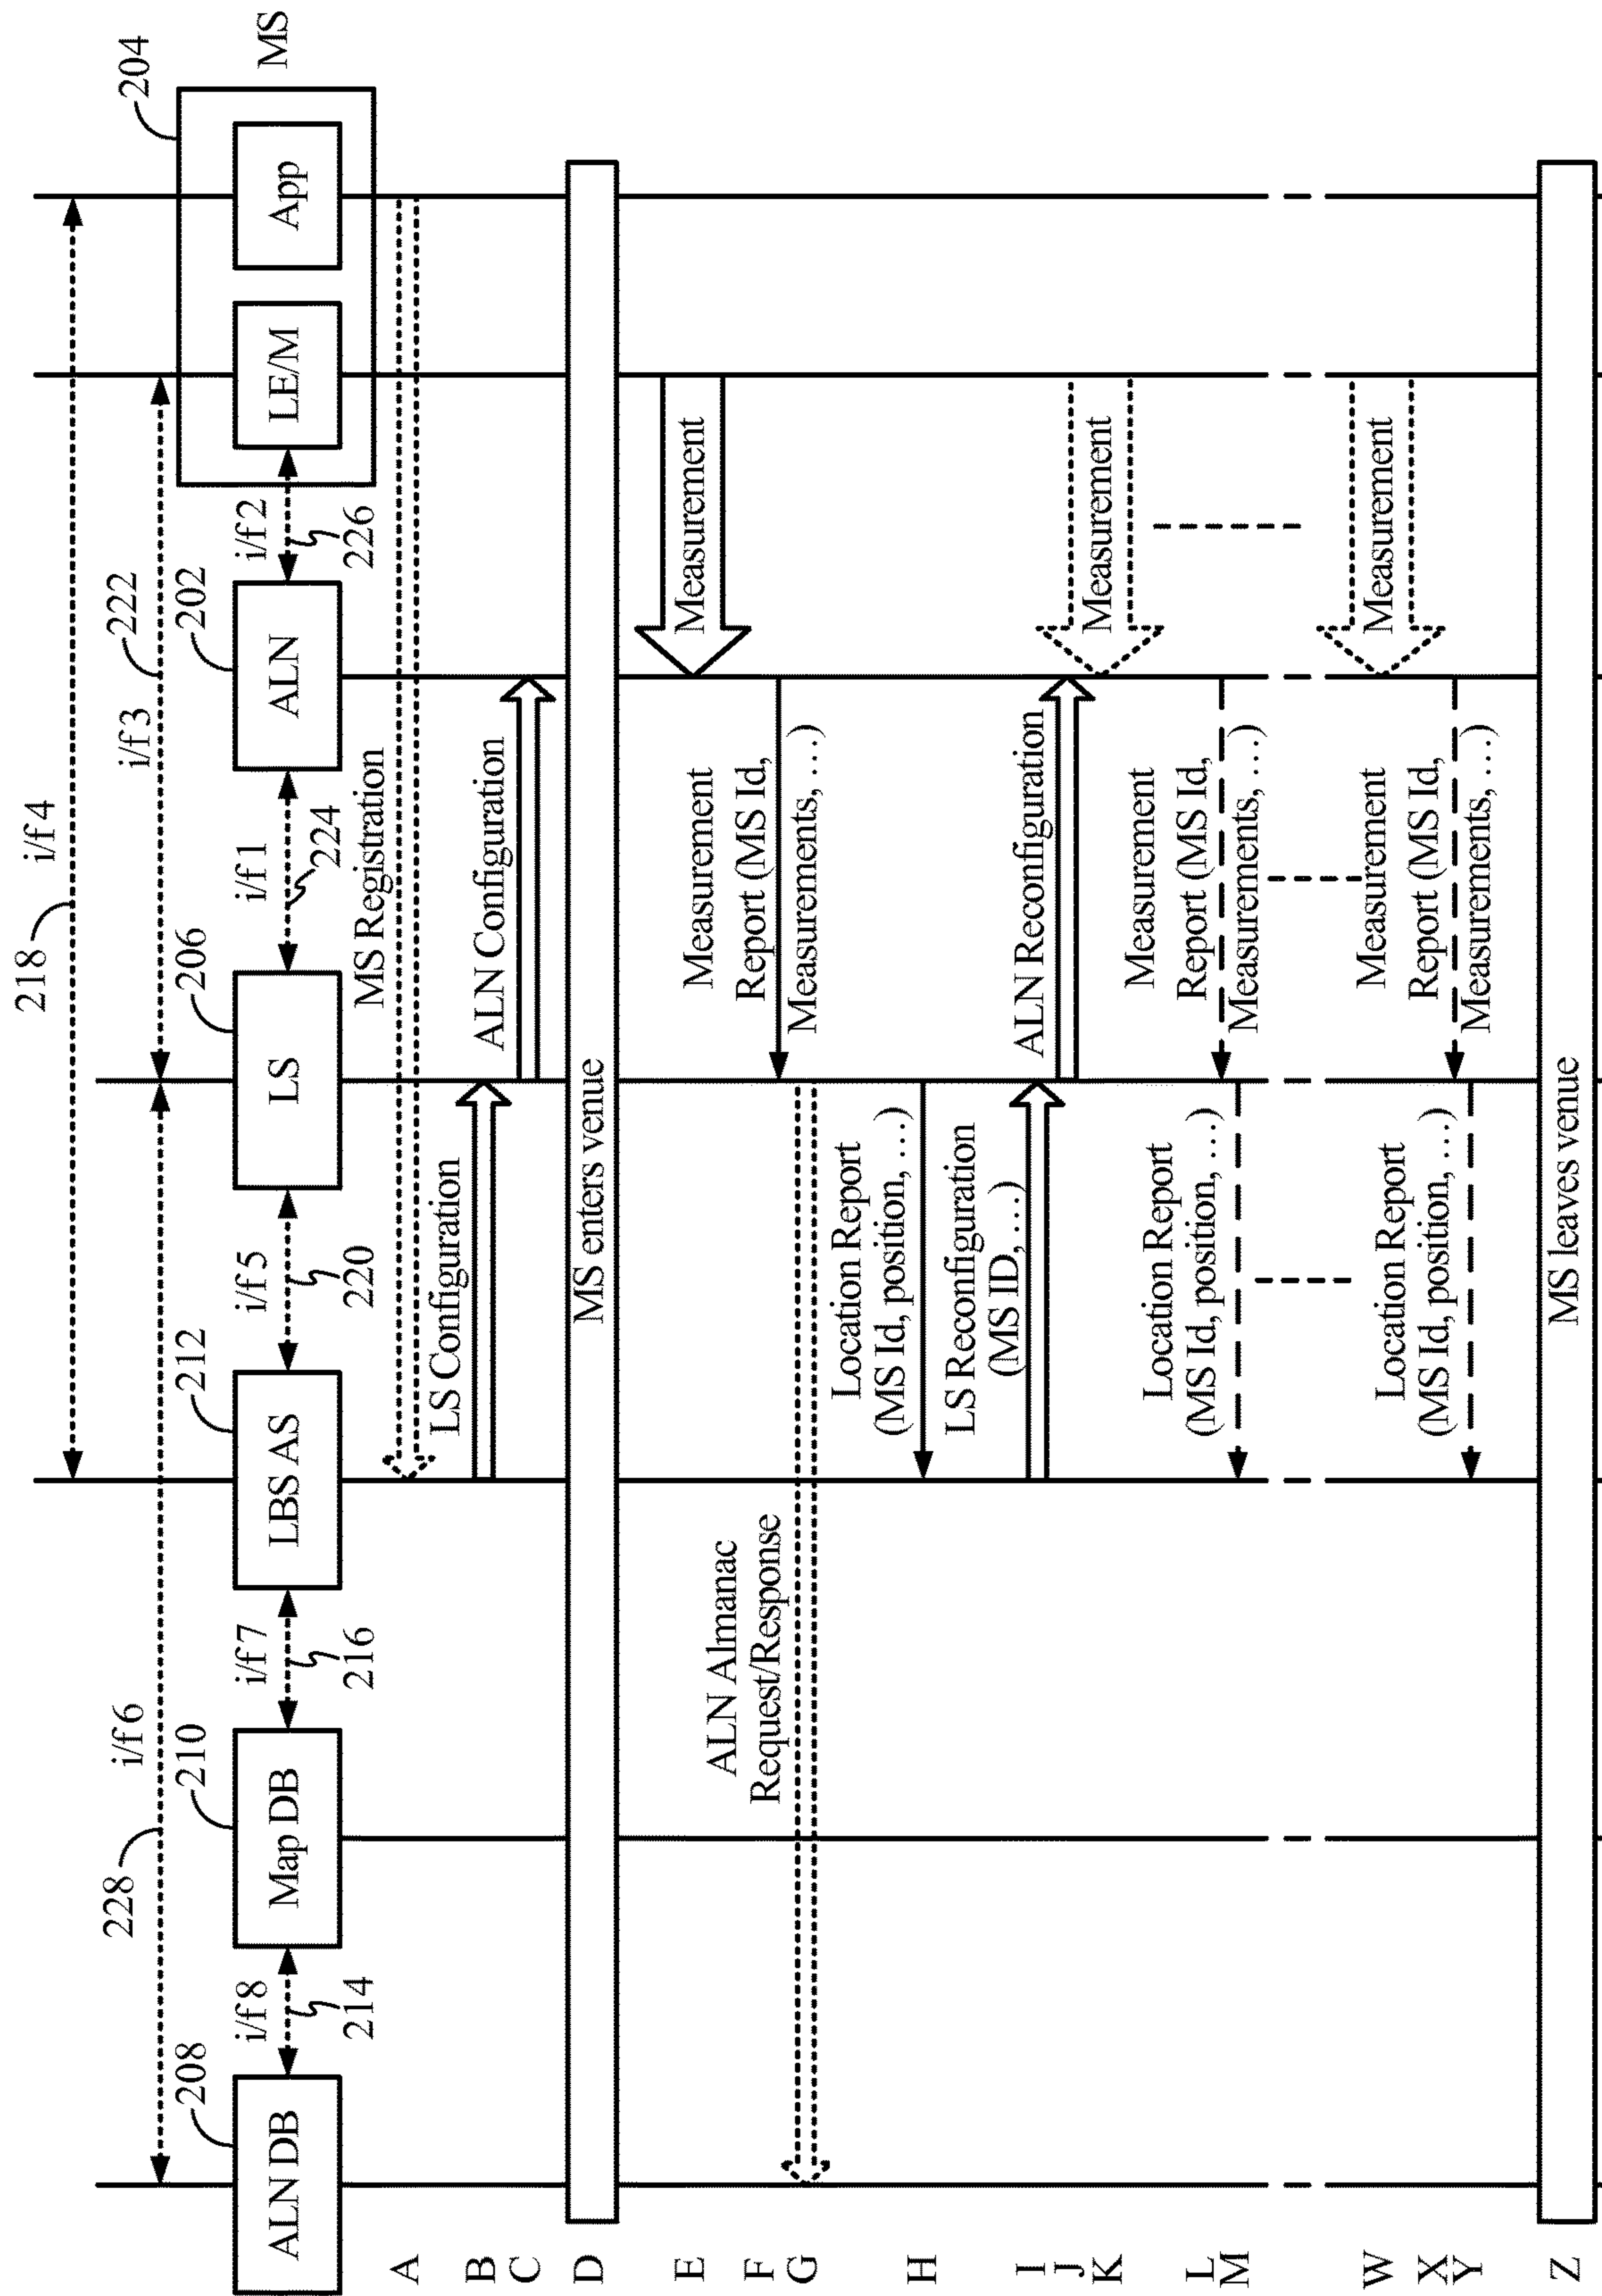 218
i/f 4
228
i/f 6
i/f 3
222
208
210
212
206
202
204
ALN DB
i/f 8
214
Map DB
i/f 7
216
LBS AS
i/f 5
220
LS
i/f 1
224
ALN
i/f 2
226
LE/M
App
MS
A
MS Registration
B
LS Configuration
C
ALN Configuration
D
MS enters venue
E
Measurement
F
Measurement
Report (MS Id,
Measurements, …)
G
ALN Almanac
Request/Response
H
Location Report
(MS Id, position, …)
I
LS Reconfiguration
(MS ID, …)
J
ALN Reconfiguration
K
Measurement
L
Measurement
Report (MS Id,
Measurements, …)
M
Location Report
(MS Id, position, …)
W
Measurement
X
Measurement
Report (MS Id,
Measurements, …)
Y
Location Report
(MS Id, position, …)
Z
MS leaves venue